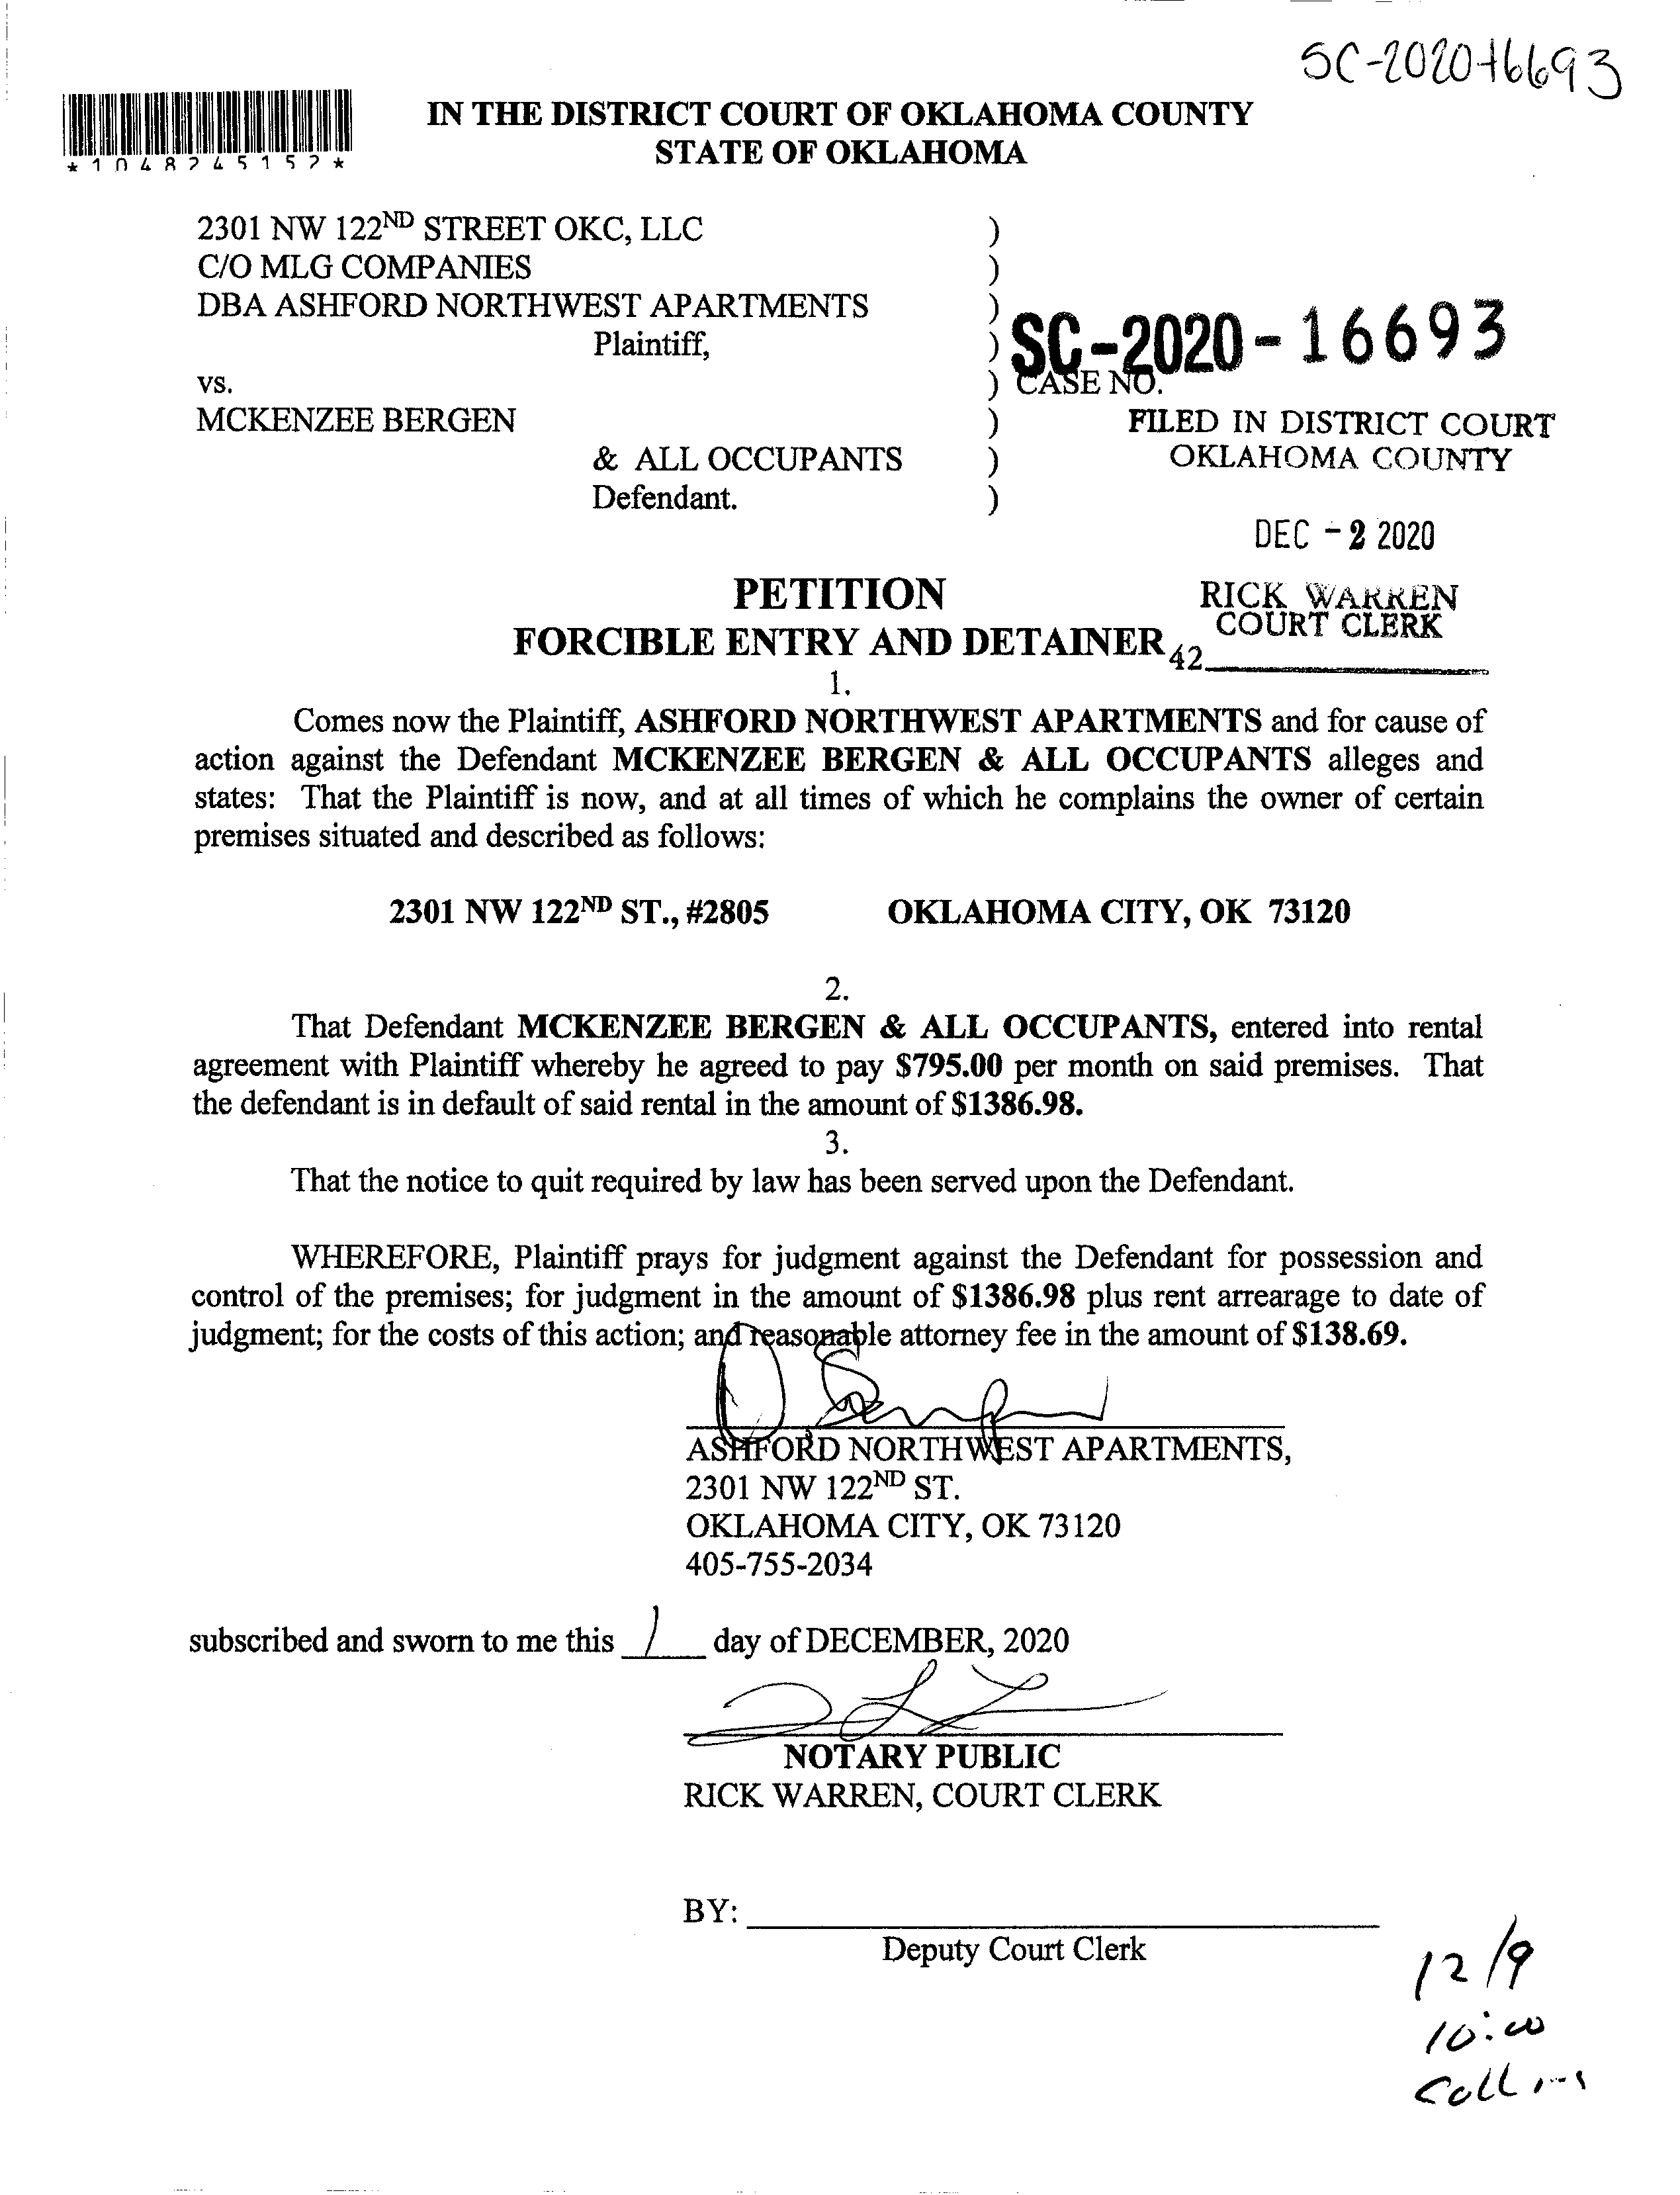 SC-2020-16693
IN THE DISTRICT COURT OF OKLAHOMA COUNTY
STATE OF OKLAHOMA
*1048245152*
2301 NW 122ND STREET OKC, LLC )
C/O MLG COMPANIES )
DBA ASHFORD NORTHWEST APARTMENTS )
Plaintiff, ) SC-2020-16693
vs. ) CASE NO.
MCKENZEE BERGEN ) FILED IN DISTRICT COURT
& ALL OCCUPANTS ) OKLAHOMA COUNTY
Defendant. )
DEC - 2 2020
PETITION RICK WARREN
FORCIBLE ENTRY AND DETAINER COURT CLERK
42
1.
Comes now the Plaintiff, ASHFORD NORTHWEST APARTMENTS and for cause of
action against the Defendant MCKENZEE BERGEN & ALL OCCUPANTS alleges and
states: That the Plaintiff is now, and at all times of which he complains the owner of certain
premises situated and described as follows:
2301 NW 122ND ST., #2805 OKLAHOMA CITY, OK 73120
2.
That Defendant MCKENZEE BERGEN & ALL OCCUPANTS, entered into rental
agreement with Plaintiff whereby he agreed to pay $795.00 per month on said premises. That
the defendant is in default of said rental in the amount of $1386.98.
3.
That the notice to quit required by law has been served upon the Defendant.
WHEREFORE, Plaintiff prays for judgment against the Defendant for possession and
control of the premises; for judgment in the amount of $1386.98 plus rent arrearage to date of
judgment; for the costs of this action; and reasonable attorney fee in the amount of $138.69.
ASHFORD NORTHWEST APARTMENTS,
2301 NW 122ND ST.
OKLAHOMA CITY, OK 73120
405-755-2034
subscribed and sworn to me this 1 day of DECEMBER, 2020
NOTARY PUBLIC
RICK WARREN, COURT CLERK
BY:
Deputy Court Clerk
12/9
10:00
Collins